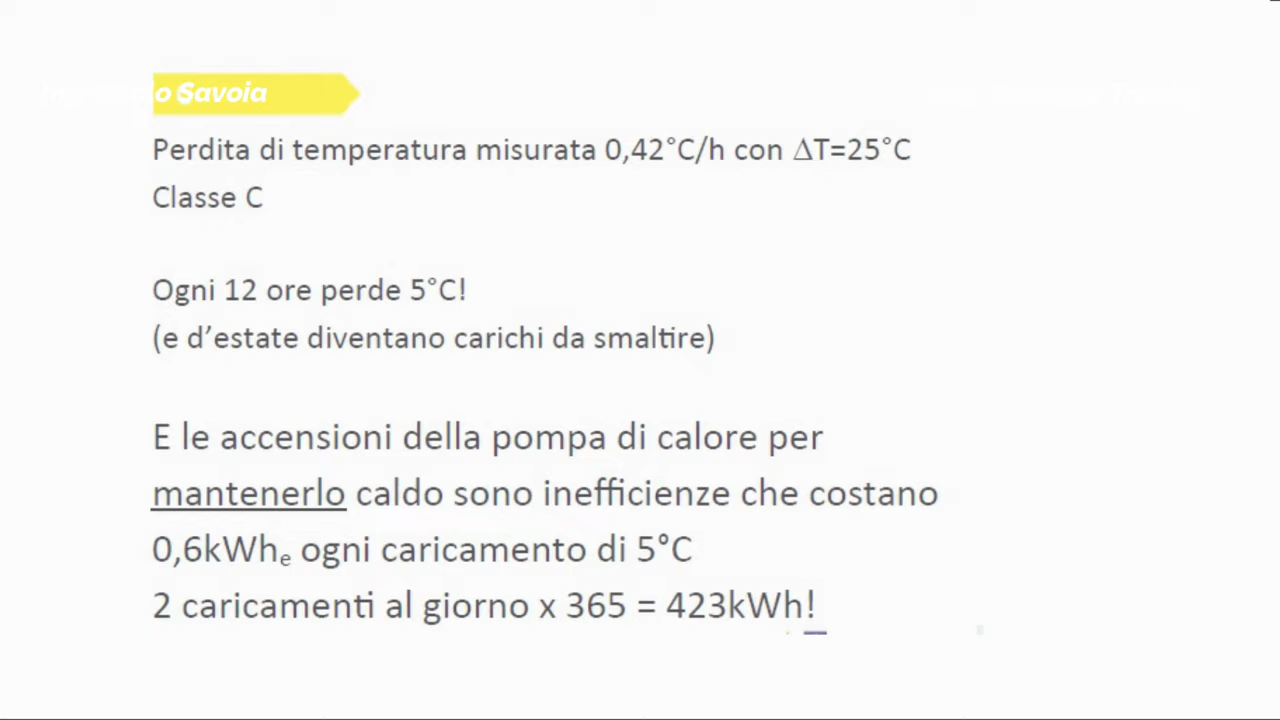 Savoia
Perdita di temperatura misurata 0,42°C/h con ΔT=25°C
Classe C
Ogni 12 ore perde 5°C!
(e d’estate diventano carichi da smaltire)
E le accensioni della pompa di calore per
mantenerlo caldo sono inefficienze che costano
0,6kWhₑ ogni caricamento di 5°C
2 caricamenti al giorno x 365 = 423kWh!